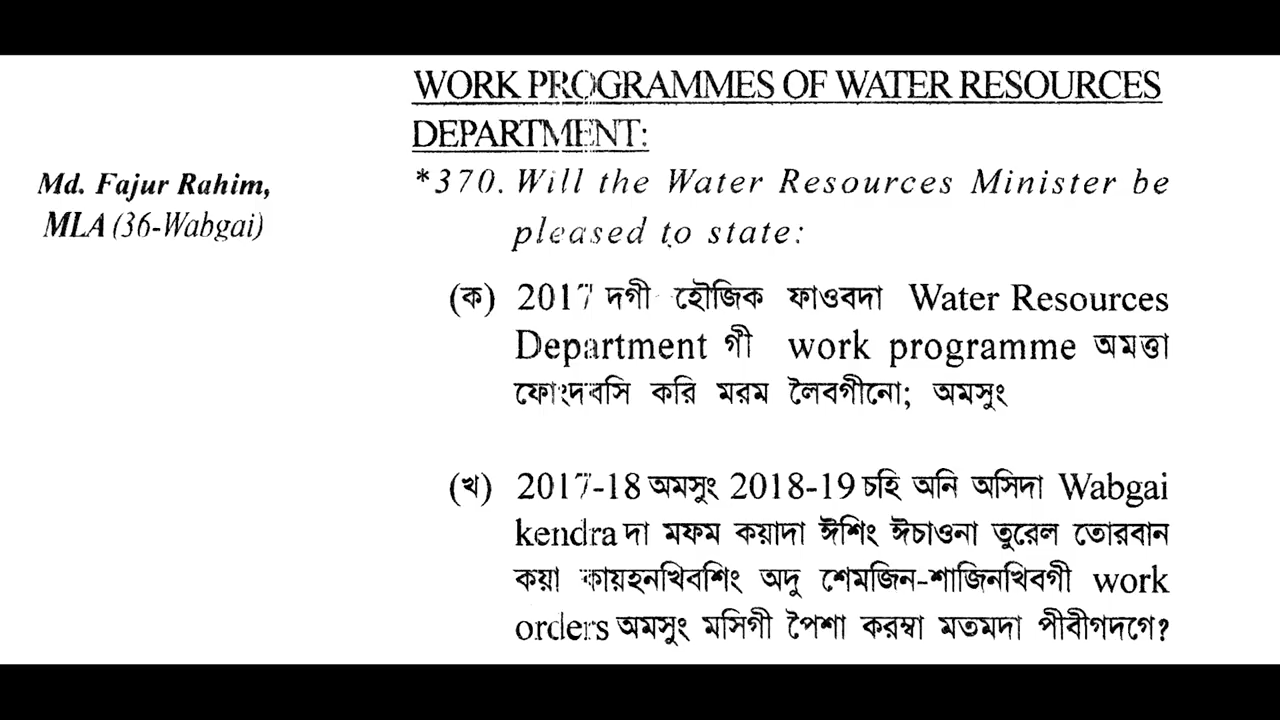 WORK PROGRAMMES OF WATER RESOURCES
DEPARTMENT:
Md. Fajur Rahim,
MLA (36-Wabgai)
*370. Will the Water Resources Minister be
pleased to state:
(ক) 2017 দগী হৌজিক ফাওবদা Water Resources
Department গী work programme অমত্তা
ফোংদবসি করি মরম লৈবগীনো; অমসুং
(খ) 2017-18 অমসুং 2018-19 চহি অনি অসিদা Wabgai
kendra দা মফম কয়াদা ঈশিং ঈচাওনা তুরেল তোরবান
কয়া কায়হনখিবশিং অদু শেমজিন-শাজিনখিবগী work
orders অমসুং মসিগী পৈশা করম্বা মতমদা পীবীগদগে?